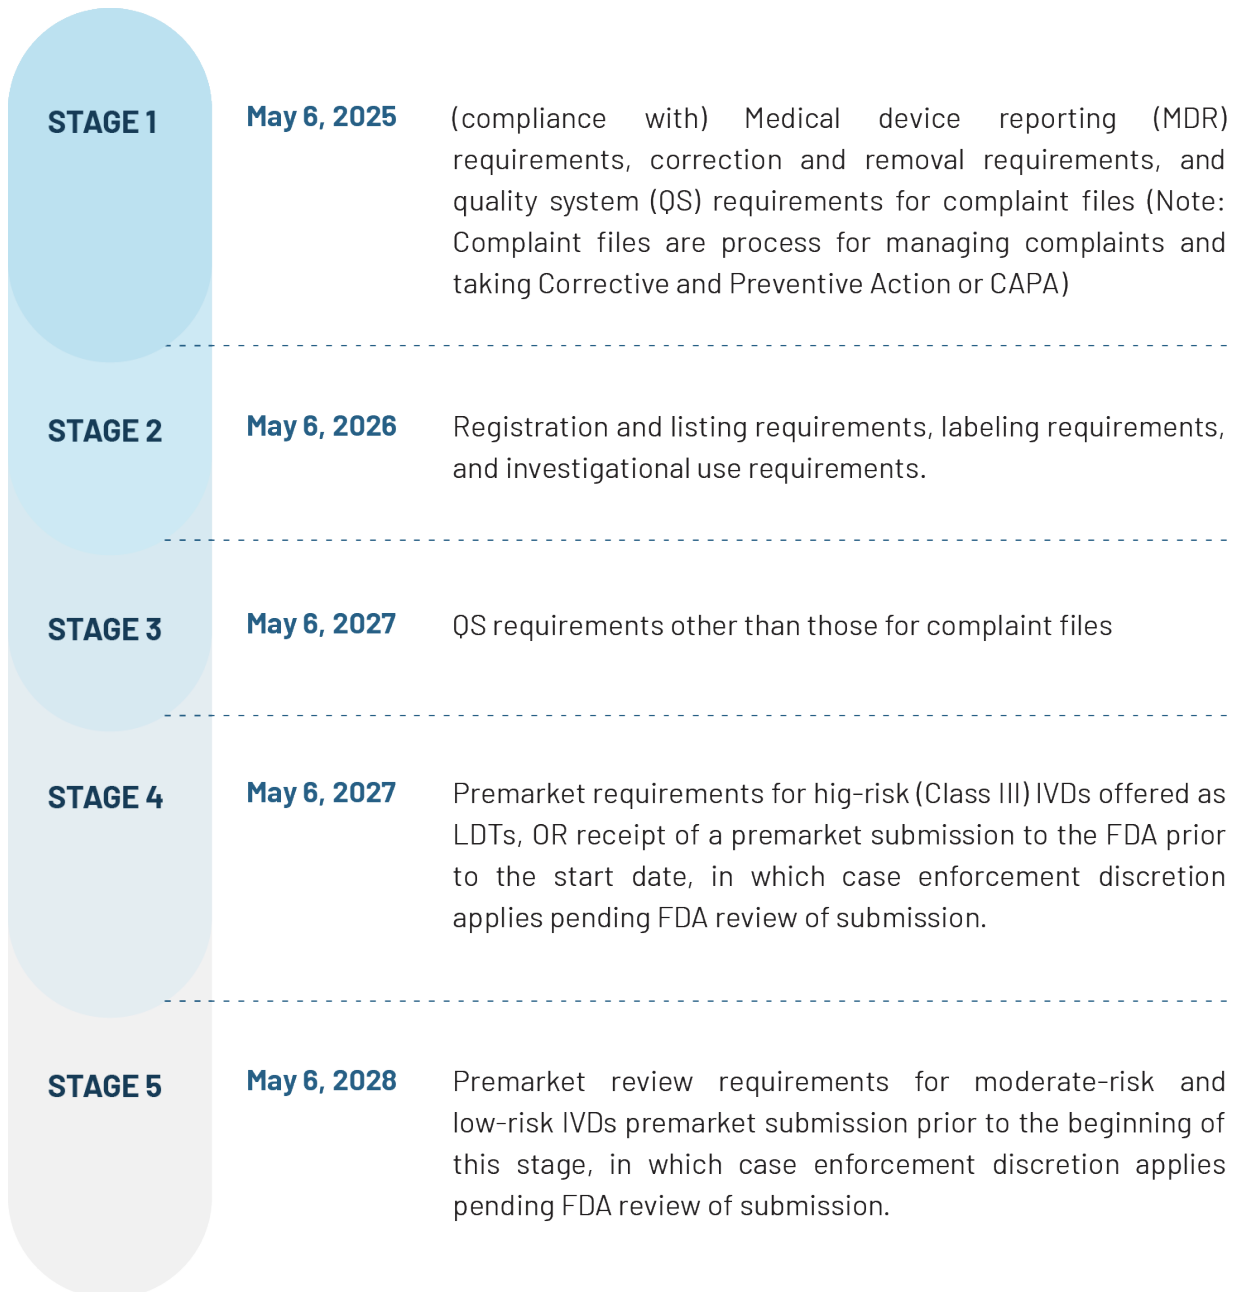 STAGE 1
May 6, 2025
(compliance with) Medical device reporting (MDR)
requirements, correction and removal requirements, and
quality system (QS) requirements for complaint files (Note:
Complaint files are process for managing complaints and
taking Corrective and Preventive Action or CAPA)
STAGE 2
May 6, 2026
Registration and listing requirements, labeling requirements,
and investigational use requirements.
STAGE 3
May 6, 2027
QS requirements other than those for complaint files
STAGE 4
May 6, 2027
Premarket requirements for hig-risk (Class III) IVDs offered as
LDTs, OR receipt of a premarket submission to the FDA prior
to the start date, in which case enforcement discretion
applies pending FDA review of submission.
STAGE 5
May 6, 2028
Premarket review requirements for moderate-risk and
low-risk IVDs premarket submission prior to the beginning of
this stage, in which case enforcement discretion applies
pending FDA review of submission.